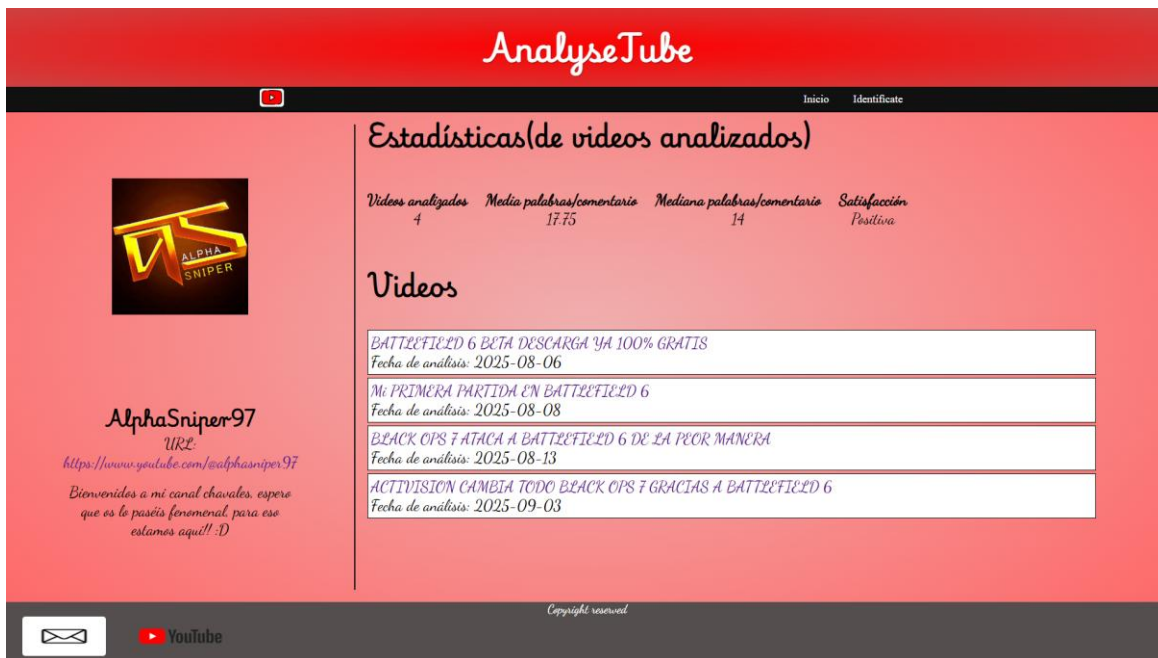 AnalyseTube
Inicio Identificate
ALPHA
SNIPER
AlphaSniper97
URL:
https://www.youtube.com/@alphasniper97
Bienvenidos a mi canal chavales, espero
que os lo paséis fenomenal, para eso
estamos aquí!! :D
Estadísticas(de videos analizados)
Videos analizados Media palabras/comentario Mediana palabras/comentario Satisfacción
4 17.75 14 Positiva
Videos
BATTLEFIELD 6 BETA DESCARGA YA 100% GRATIS
Fecha de análisis: 2025-08-06
Mi PRIMERA PARTIDA EN BATTLEFIELD 6
Fecha de análisis: 2025-08-08
BLACK OPS 7 ATACA A BATTLEFIELD 6 DE LA PEOR MANERA
Fecha de análisis: 2025-08-13
ACTIVISION CAMBIA TODO BLACK OPS 7 GRACIAS A BATTLEFIELD 6
Fecha de análisis: 2025-09-03
Copyright reserved
YouTube